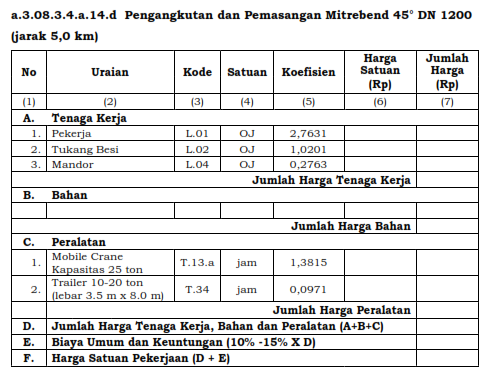 a.3.08.3.4.a.14.d Pengangkutan dan Pemasangan Mitrebend 45° DN 1200
(jarak 5,0 km)
No Uraian Kode Satuan Koefisien Harga Satuan (Rp) Jumlah Harga (Rp)
(1) (2) (3) (4) (5) (6) (7)
A. Tenaga Kerja
1. Pekerja L.01 OJ 2,7631
2. Tukang Besi L.02 OJ 1,0201
3. Mandor L.04 OJ 0,2763
Jumlah Harga Tenaga Kerja
B. Bahan
Jumlah Harga Bahan
C. Peralatan
1. Mobile Crane Kapasitas 25 ton T.13.a jam 1,3815
2. Trailer 10-20 ton (lebar 3.5 m x 8.0 m) T.34 jam 0,0971
Jumlah Harga Peralatan
D. Jumlah Harga Tenaga Kerja, Bahan dan Peralatan (A+B+C)
E. Biaya Umum dan Keuntungan (10% -15% X D)
F. Harga Satuan Pekerjaan (D + E)